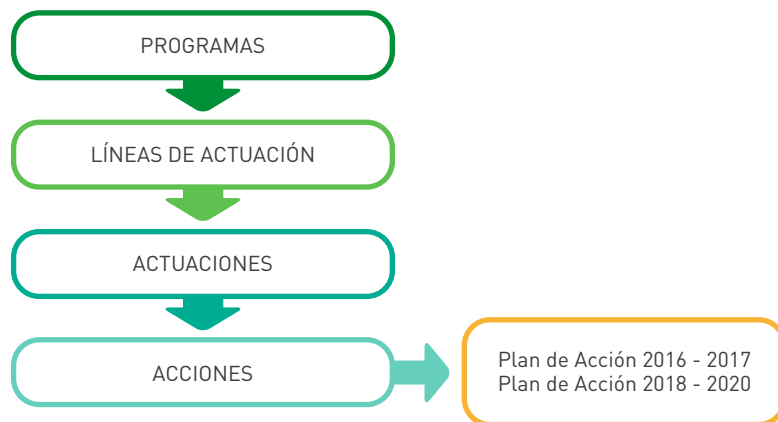 PROGRAMAS
LÍNEAS DE ACTUACIÓN
ACTUACIONES
ACCIONES
Plan de Acción 2016 - 2017
Plan de Acción 2018 - 2020